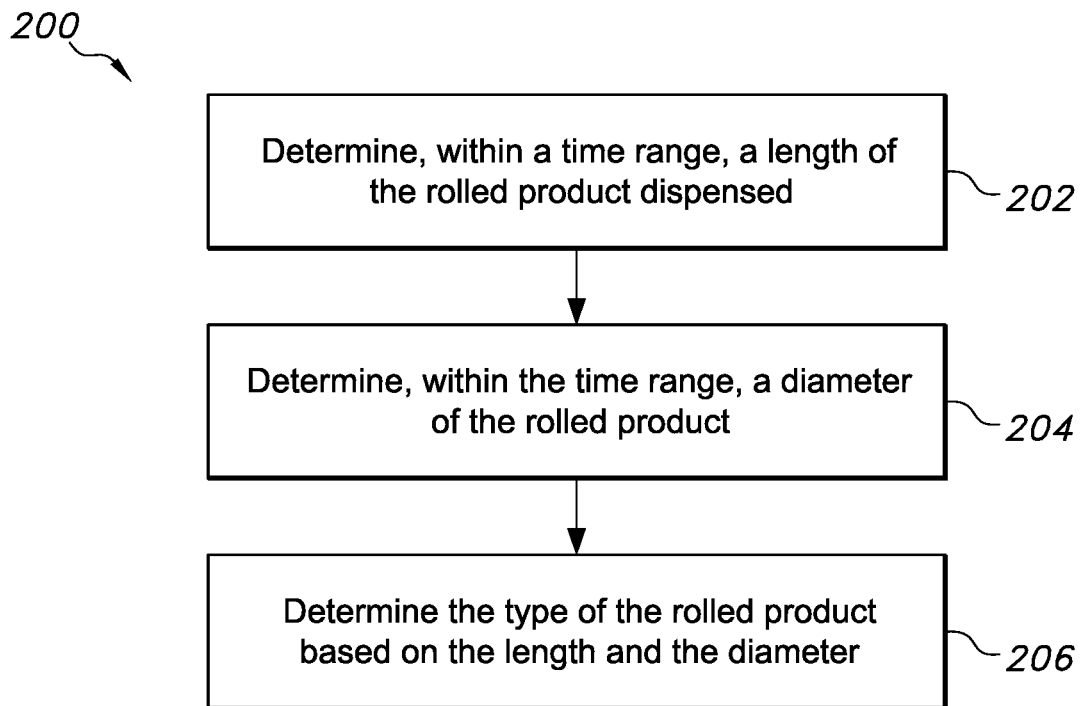 200
Determine, within a time range, a length of
the rolled product dispensed
202
Determine, within the time range, a diameter
of the rolled product
204
Determine the type of the rolled product
based on the length and the diameter
206